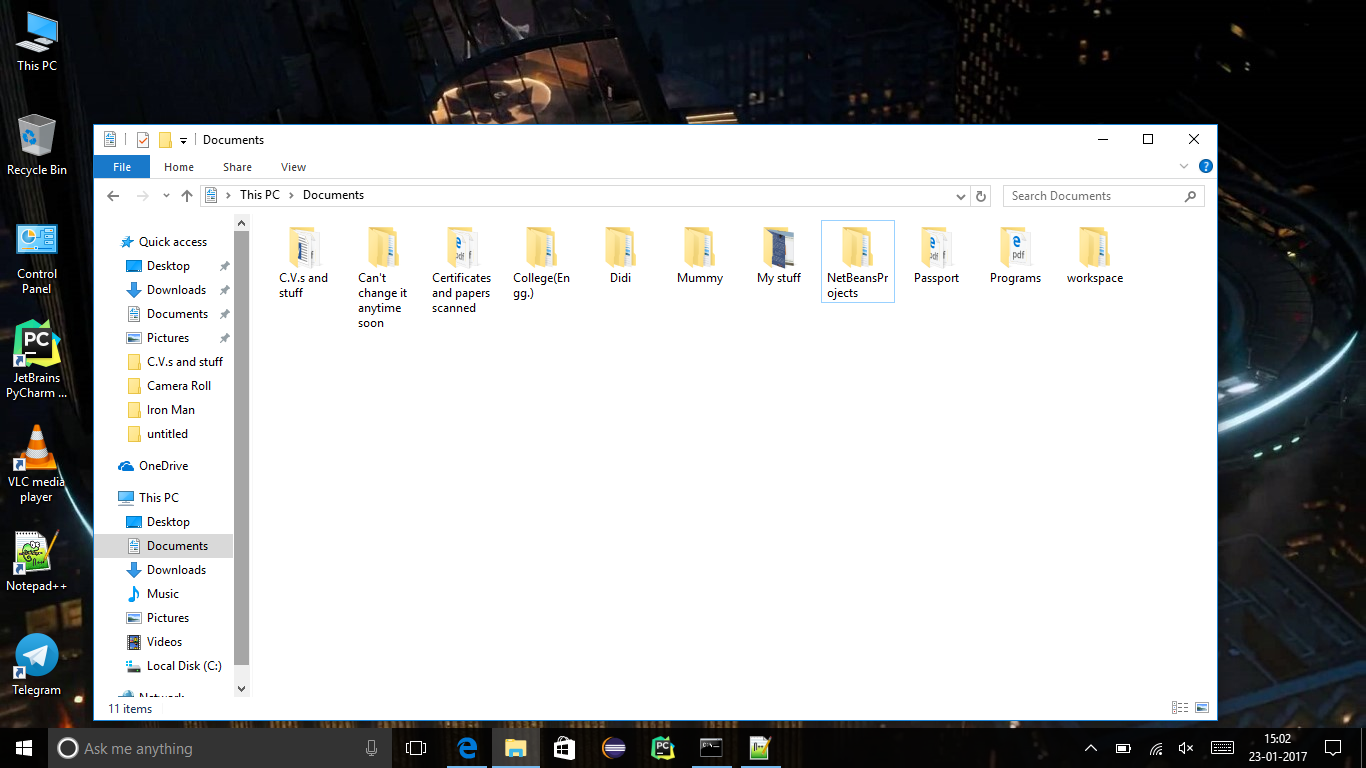 This PC
Recycle Bin
Control
Panel
JetBrains
PyCharm ...
VLC media
player
Notepad++
Telegram
Documents
File Home Share View
This PC > Documents
Search Documents
Quick access
Desktop
Downloads
Documents
Pictures
C.V.s and stuff
Camera Roll
Iron Man
untitled
OneDrive
This PC
Desktop
Documents
Downloads
Music
Pictures
Videos
Local Disk (C:)
Network
C.V.s and
stuff
Can't
change it
anytime
soon
Certificates
and papers
scanned
College(En
gg.)
Didi
Mummy
My stuff
NetBeansPr
ojects
Passport
Programs
workspace
11 items
Ask me anything
15:02
23-01-2017